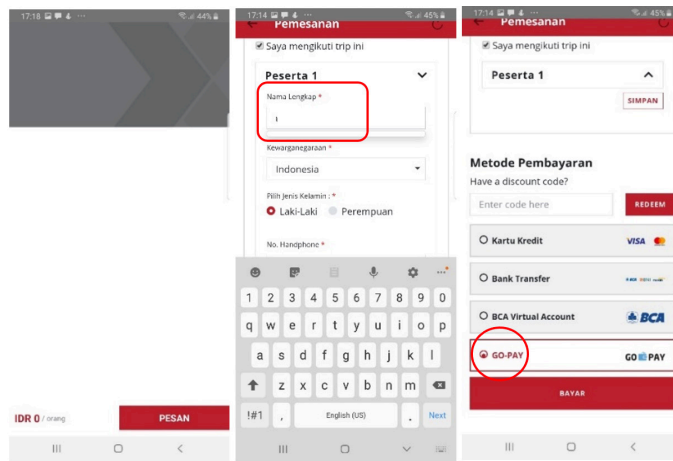 17:18
44%
IDR 0 / orang
PESAN
17:14
45%
Pemesanan
Saya mengikuti trip ini
Peserta 1
Nama Lengkap *
Kewarganegaraan *
Indonesia
Pilih Jenis Kelamin : *
Laki-Laki Perempuan
No. Handphone *
1 2 3 4 5 6 7 8 9 0
q w e r t y u i o p
a s d f g h j k l
z x c v b n m
!#1 , English (US) . Next
17:14
45%
Pemesanan
Saya mengikuti trip ini
Peserta 1
SIMPAN
Metode Pembayaran
Have a discount code?
Enter code here REDEEM
Kartu Kredit VISA
Bank Transfer
BCA Virtual Account BCA
GO-PAY GO PAY
BAYAR